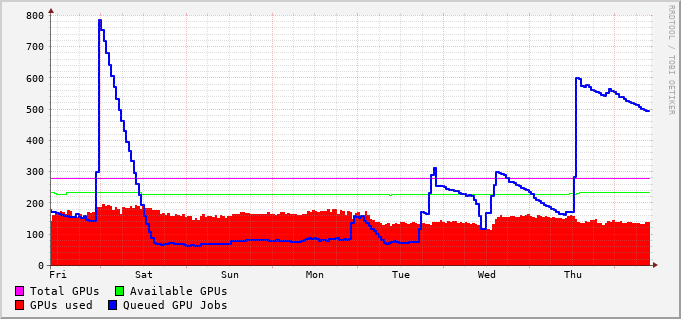 800
700
600
500
400
300
200
100
0
Fri Sat Sun Mon Tue Wed Thu
Total GPUs Available GPUs
GPUs used Queued GPU Jobs
RRDTOOL / TOBI OETIKER